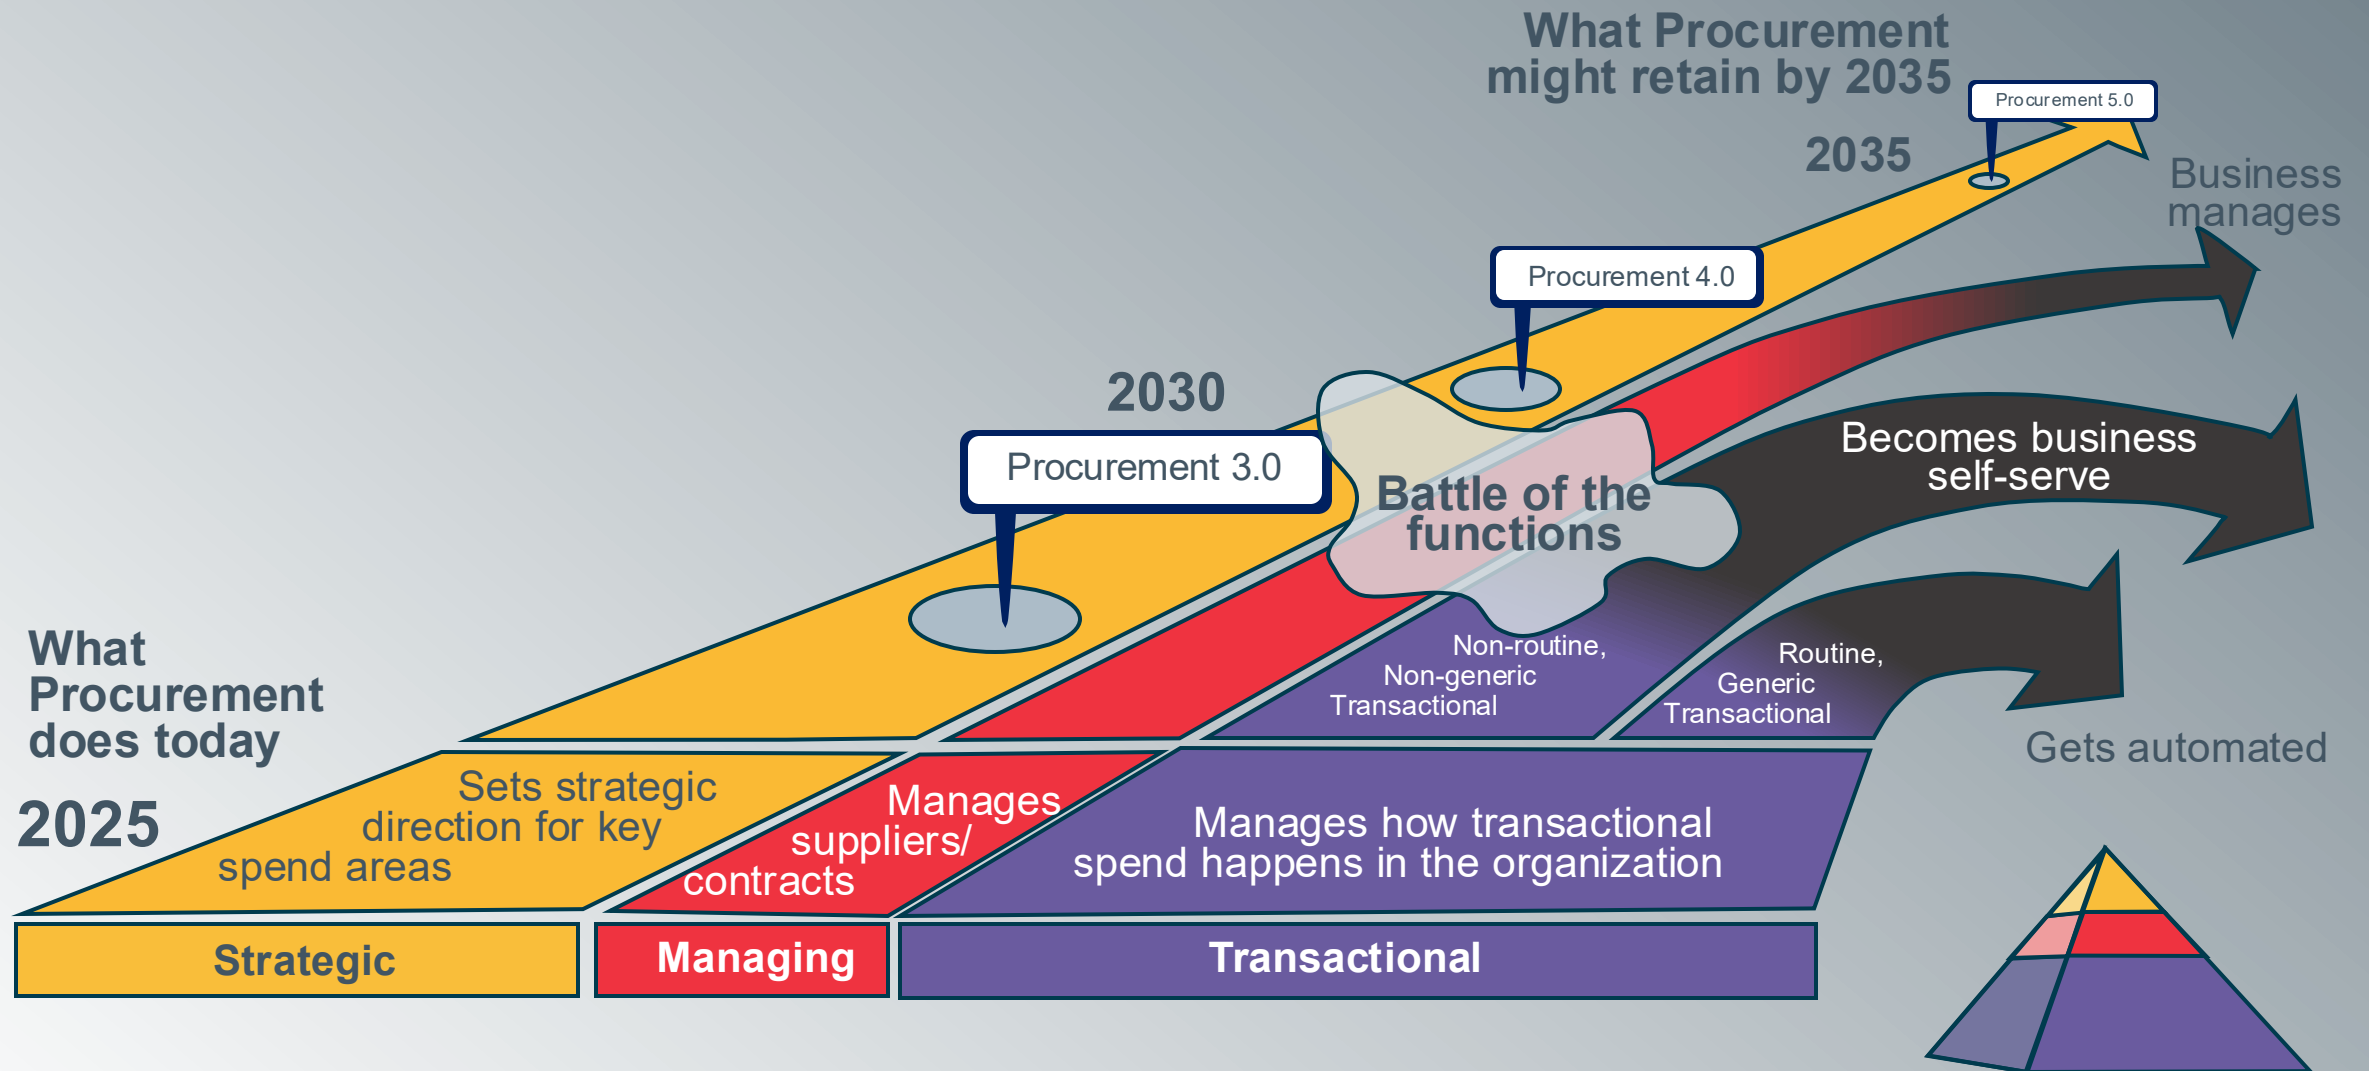 What Procurement
might retain by 2035
Procurement 5.0
2035
Business
manages
Procurement 4.0
2030
Procurement 3.0
Becomes business
self-serve
Battle of the
functions
What
Procurement
does today
2025
Non-routine,
Non-generic
Transactional
Routine,
Generic
Transactional
Gets automated
Sets strategic
direction for key
spend areas
Manages
suppliers/
contracts
Manages how transactional
spend happens in the organization
Strategic
Managing
Transactional